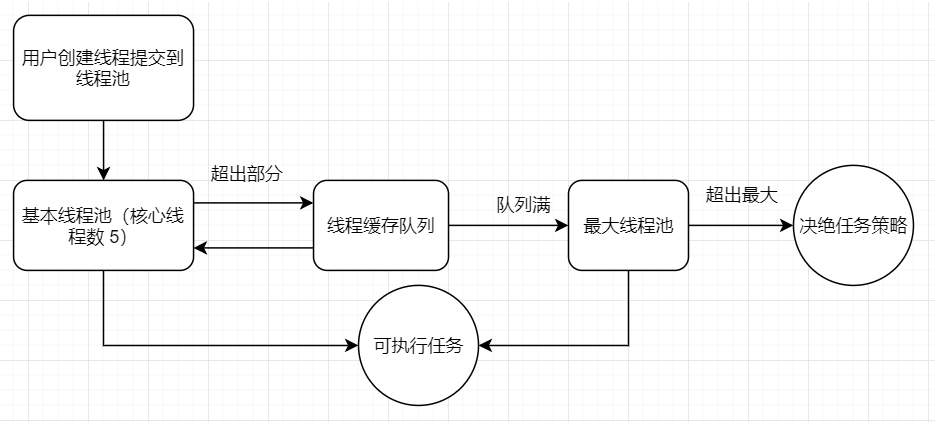 用户创建线程提交到
线程池
超出部分
基本线程池（核心线
程数 5）
线程缓存队列
队列满
最大线程池
超出最大
决绝任务策略
可执行任务